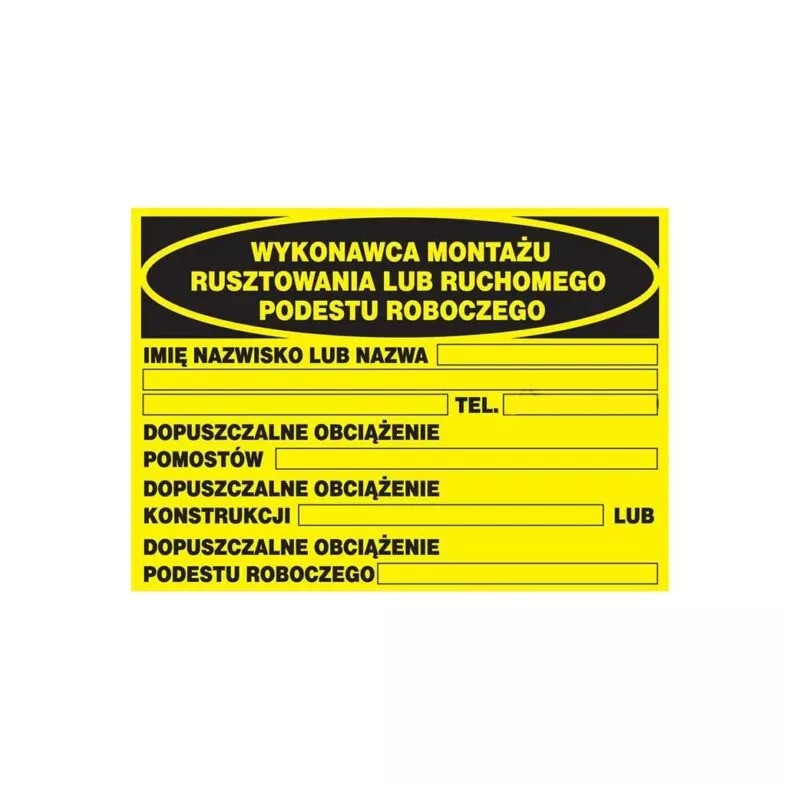 WYKONAWCA MONTAŻU
RUSZTOWANIA LUB RUCHOMEGO
PODESTU ROBOCZEGO
IMIĘ NAZWISKO LUB NAZWA
TEL.
DOPUSZCZALNE OBCIĄŻENIE
POMOSTÓW
DOPUSZCZALNE OBCIĄŻENIE
KONSTRUKCJI LUB
DOPUSZCZALNE OBCIĄŻENIE
PODESTU ROBOCZEGO